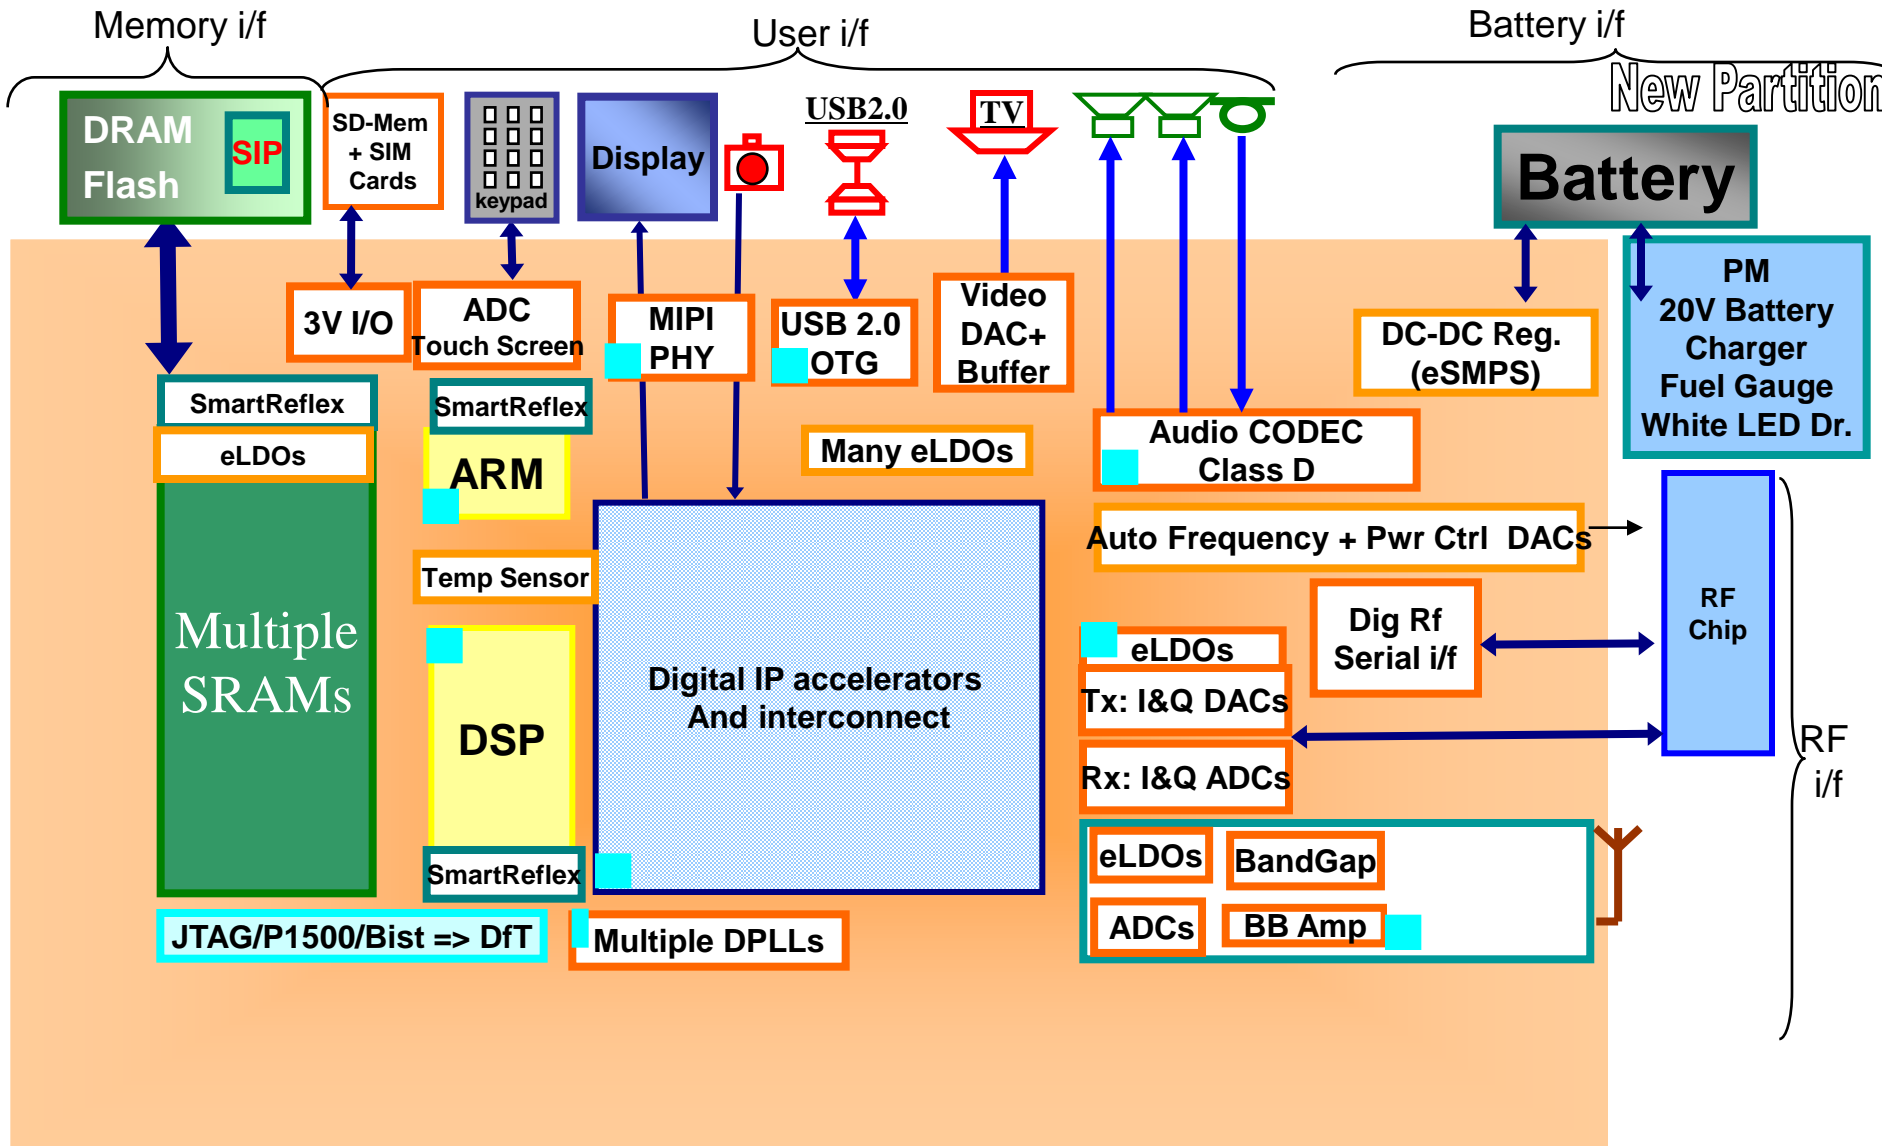 Memory i/f
User i/f
Battery i/f
New Partition
DRAM
Flash
SIP
SD-Mem
+ SIM
Cards
keypad
Display
USB2.0
TV
Battery
3V I/O
ADC
Touch Screen
MIPI
PHY
USB 2.0
OTG
Video
DAC+
Buffer
DC-DC Reg.
(eSMPS)
PM
20V Battery
Charger
Fuel Gauge
White LED Dr.
SmartReflex
eLDOs
SmartReflex
ARM
Many eLDOs
Audio CODEC
Class D
Auto Frequency + Pwr Ctrl DACs
Temp Sensor
Multiple
SRAMs
DSP
SmartReflex
Digital IP accelerators
And interconnect
Dig Rf
Serial i/f
RF
Chip
eLDOs
Tx: I&Q DACs
Rx: I&Q ADCs
RF
i/f
eLDOs
BandGap
ADCs
BB Amp
JTAG/P1500/Bist => DfT
Multiple DPLLs